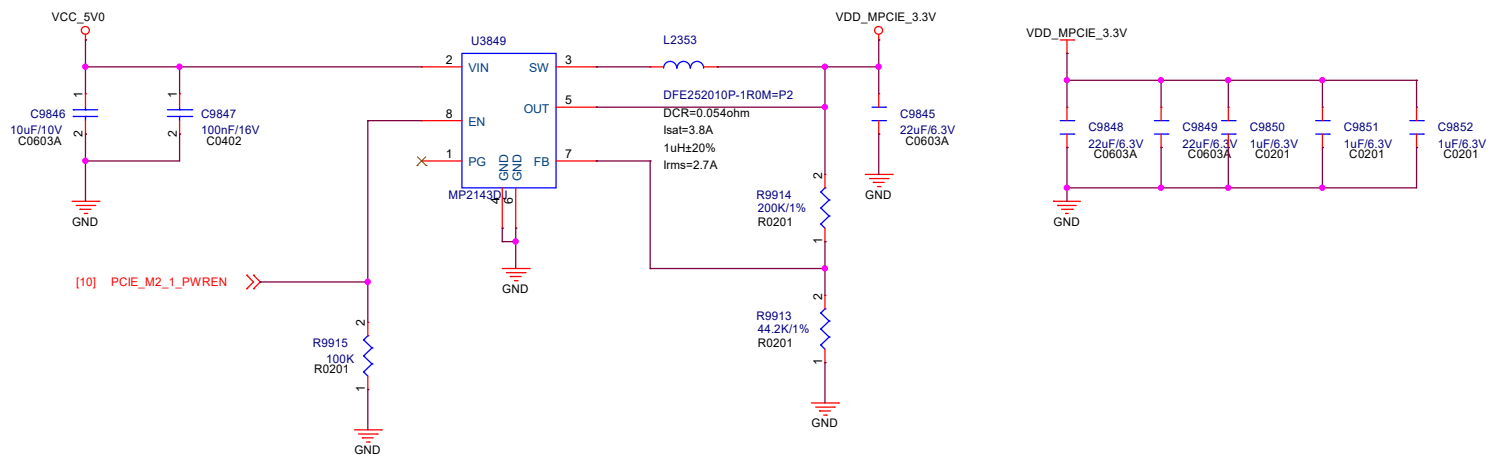 VCC_5V0
VDD_MPCIE_3.3V
VDD_MPCIE_3.3V
U3849
L2353
2
VIN
SW
3
DFE252010P-1R0M=P2
DCR=0.054ohm
Isat=3.8A
1uH±20%
Irms=2.7A
OUT
5
1
C9846
10uF/10V
C0603A
2
1
C9847
100nF/16V
C0402
2
8
EN
1
PG
GND
GND
FB
7
MP2143DJ
4
6
C9845
22uF/6.3V
C0603A
C9848
22uF/6.3V
C0603A
C9849
22uF/6.3V
C0603A
C9850
1uF/6.3V
C0201
C9851
1uF/6.3V
C0201
C9852
1uF/6.3V
C0201
GND
GND
GND
2
R9914
200K/1%
R0201
1
GND
[10] PCIE_M2_1_PWREN
2
R9913
44.2K/1%
R0201
1
2
R9915
100K
R0201
1
GND
GND